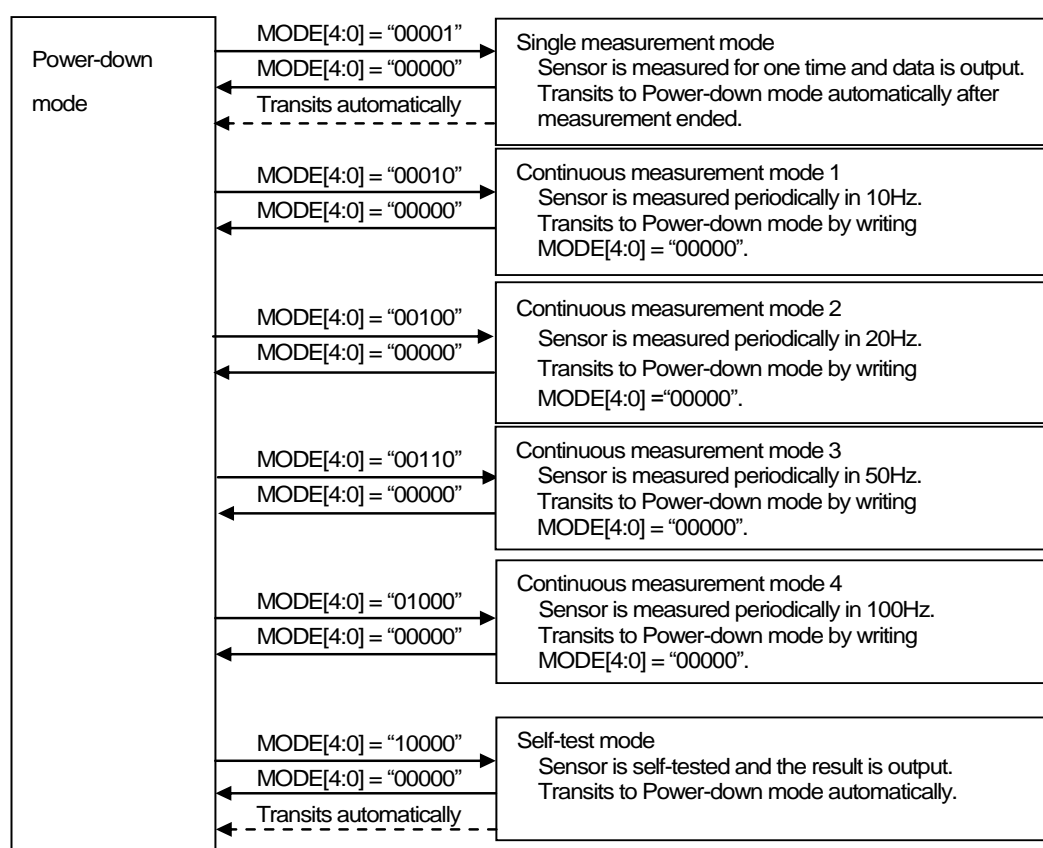 Power-down
mode
MODE[4:0] = “00001”
MODE[4:0] = “00000”
Transits automatically
Single measurement mode
Sensor is measured for one time and data is output.
Transits to Power-down mode automatically after
measurement ended.
MODE[4:0] = “00010”
MODE[4:0] = “00000”
Continuous measurement mode 1
Sensor is measured periodically in 10Hz.
Transits to Power-down mode by writing
MODE[4:0] = “00000”.
MODE[4:0] = “00100”
MODE[4:0] = “00000”
Continuous measurement mode 2
Sensor is measured periodically in 20Hz.
Transits to Power-down mode by writing
MODE[4:0] =“00000”.
MODE[4:0] = “00110”
MODE[4:0] = “00000”
Continuous measurement mode 3
Sensor is measured periodically in 50Hz.
Transits to Power-down mode by writing
MODE[4:0] = “00000”.
MODE[4:0] = “01000”
MODE[4:0] = “00000”
Continuous measurement mode 4
Sensor is measured periodically in 100Hz.
Transits to Power-down mode by writing
MODE[4:0] = “00000”.
MODE[4:0] = “10000”
MODE[4:0] = “00000”
Transits automatically
Self-test mode
Sensor is self-tested and the result is output.
Transits to Power-down mode automatically.